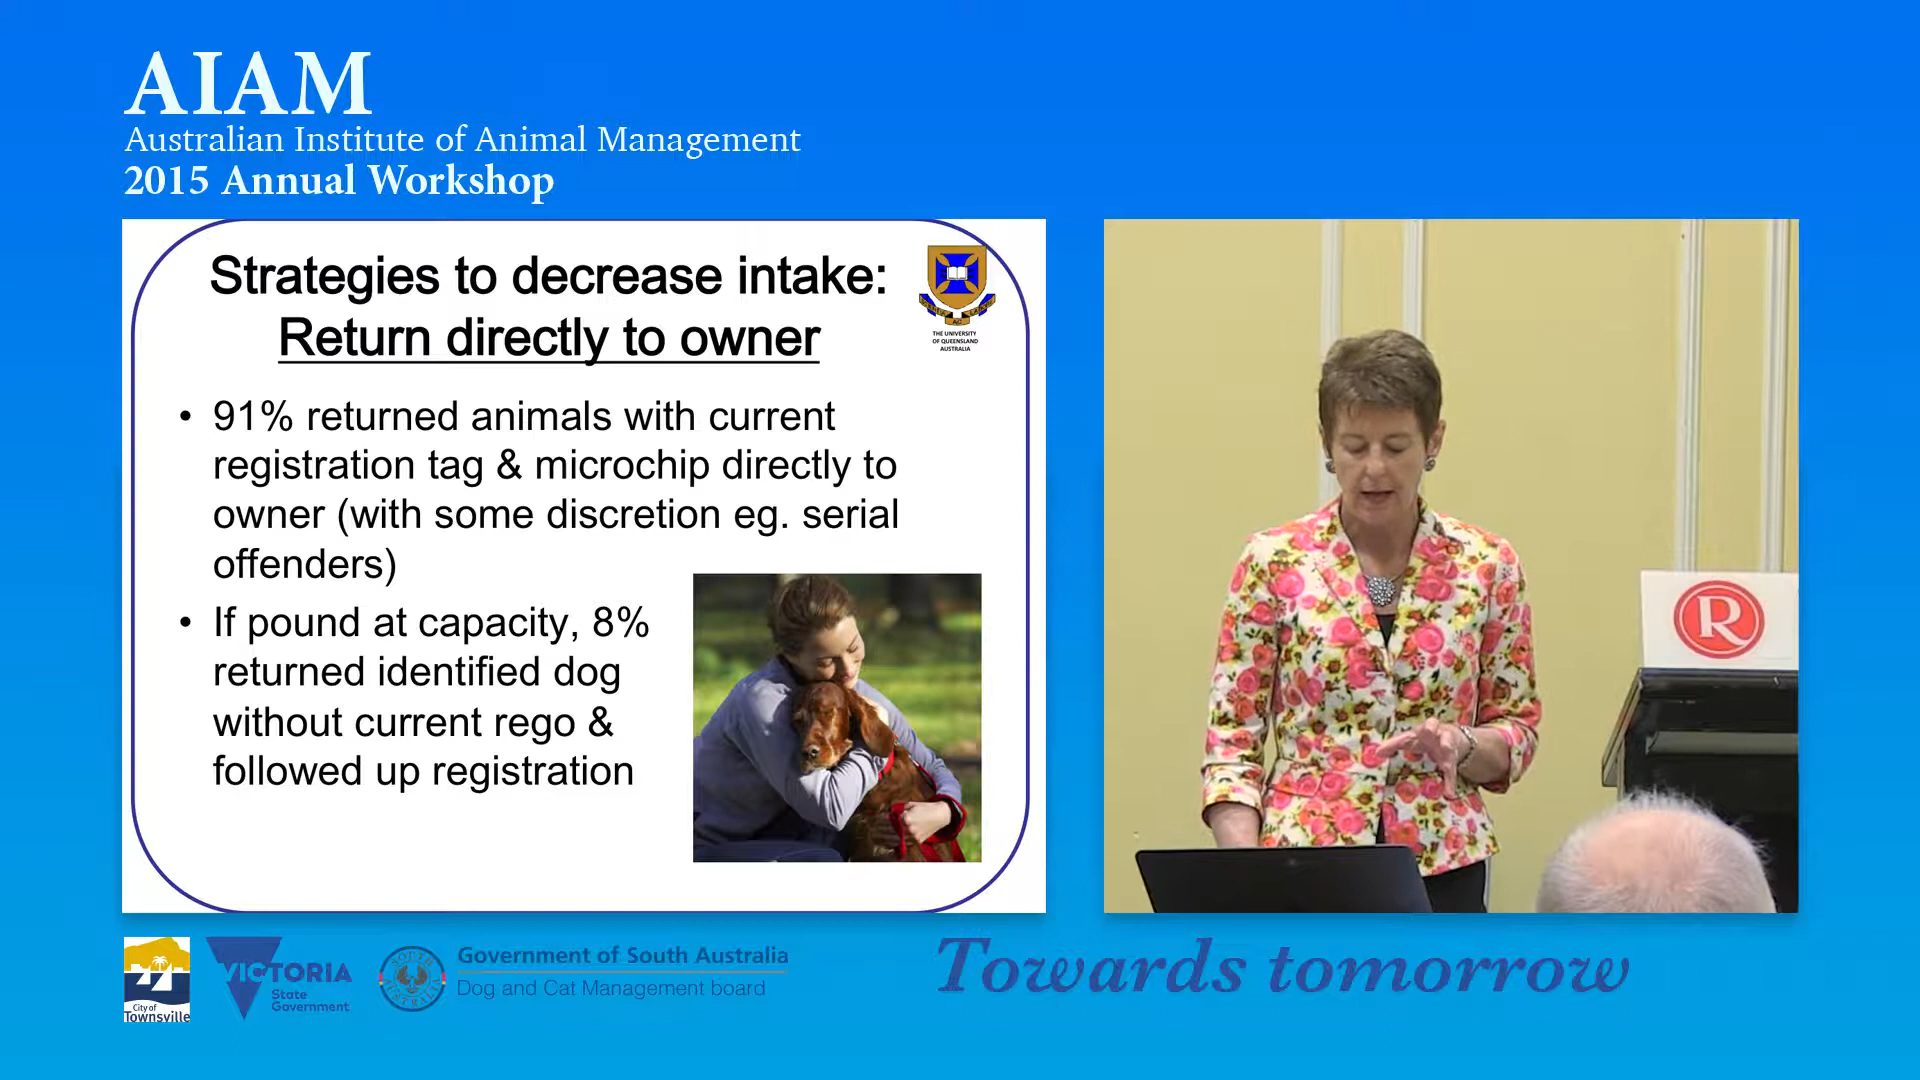 AIAM
Australian Institute of Animal Management
2015 Annual Workshop
Strategies to decrease intake:
Return directly to owner
THE UNIVERSITY
OF QUEENSLAND
AUSTRALIA
• 91% returned animals with current
registration tag & microchip directly to
owner (with some discretion eg. serial
offenders)
• If pound at capacity, 8%
returned identified dog
without current rego &
followed up registration
R
City of
Townsville
VICTORIA
State
Government
SOUTH AUSTRALIA
Government of South Australia
Dog and Cat Management board
Towards tomorrow